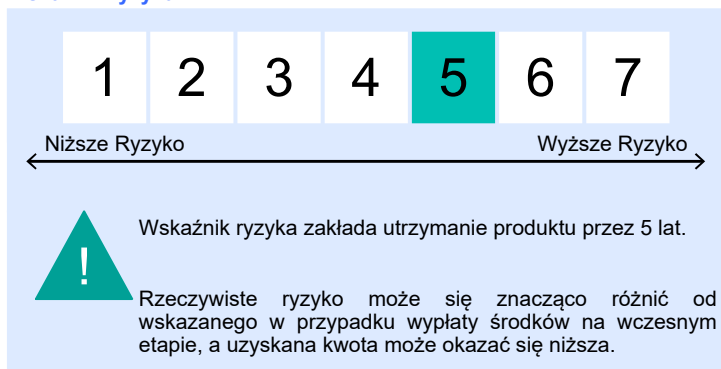 1 2 3 4 5 6 7
Niższe Ryzyko Wyższe Ryzyko
Wskaźnik ryzyka zakłada utrzymanie produktu przez 5 lat.
!
Rzeczywiste ryzyko może się znacząco różnić od
wskazanego w przypadku wypłaty środków na wczesnym
etapie, a uzyskana kwota może okazać się niższa.